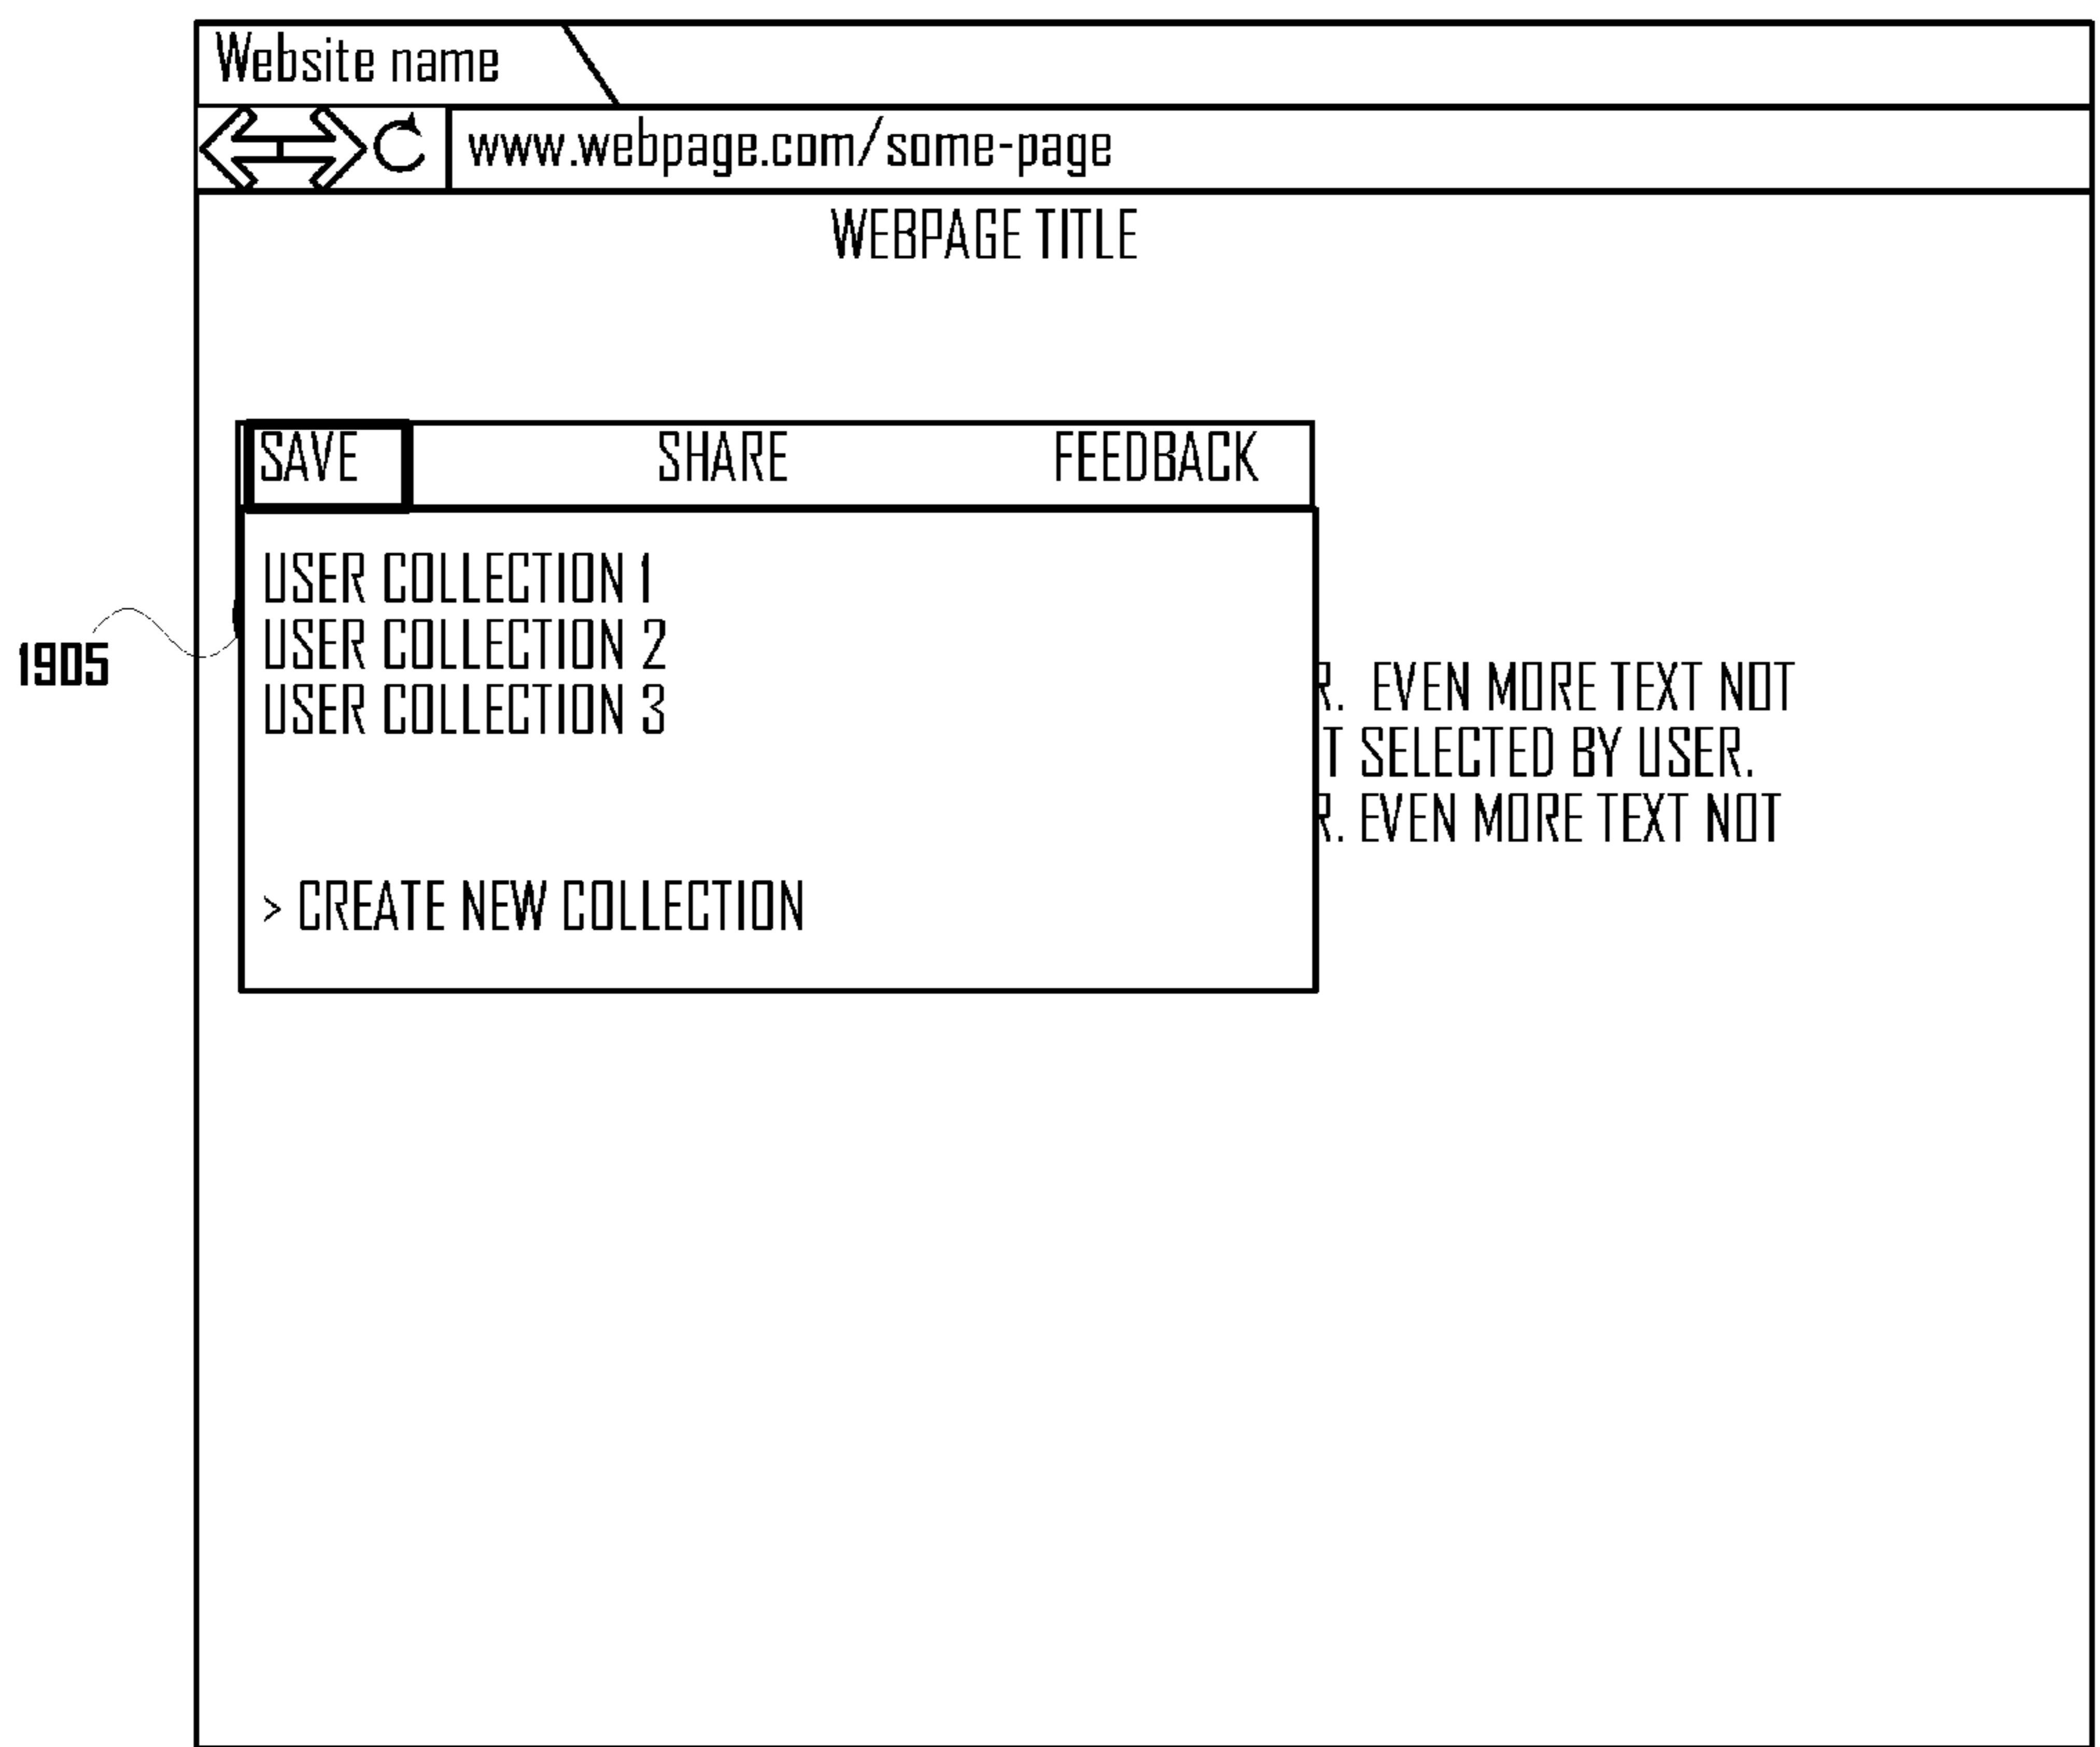 Website name
www.webpage.com/some-page
WEBPAGE TITLE
SAVE SHARE FEEDBACK
USER COLLECTION 1
USER COLLECTION 2
USER COLLECTION 3
> CREATE NEW COLLECTION
1905
R. EVEN MORE TEXT NOT
T SELECTED BY USER.
R. EVEN MORE TEXT NOT